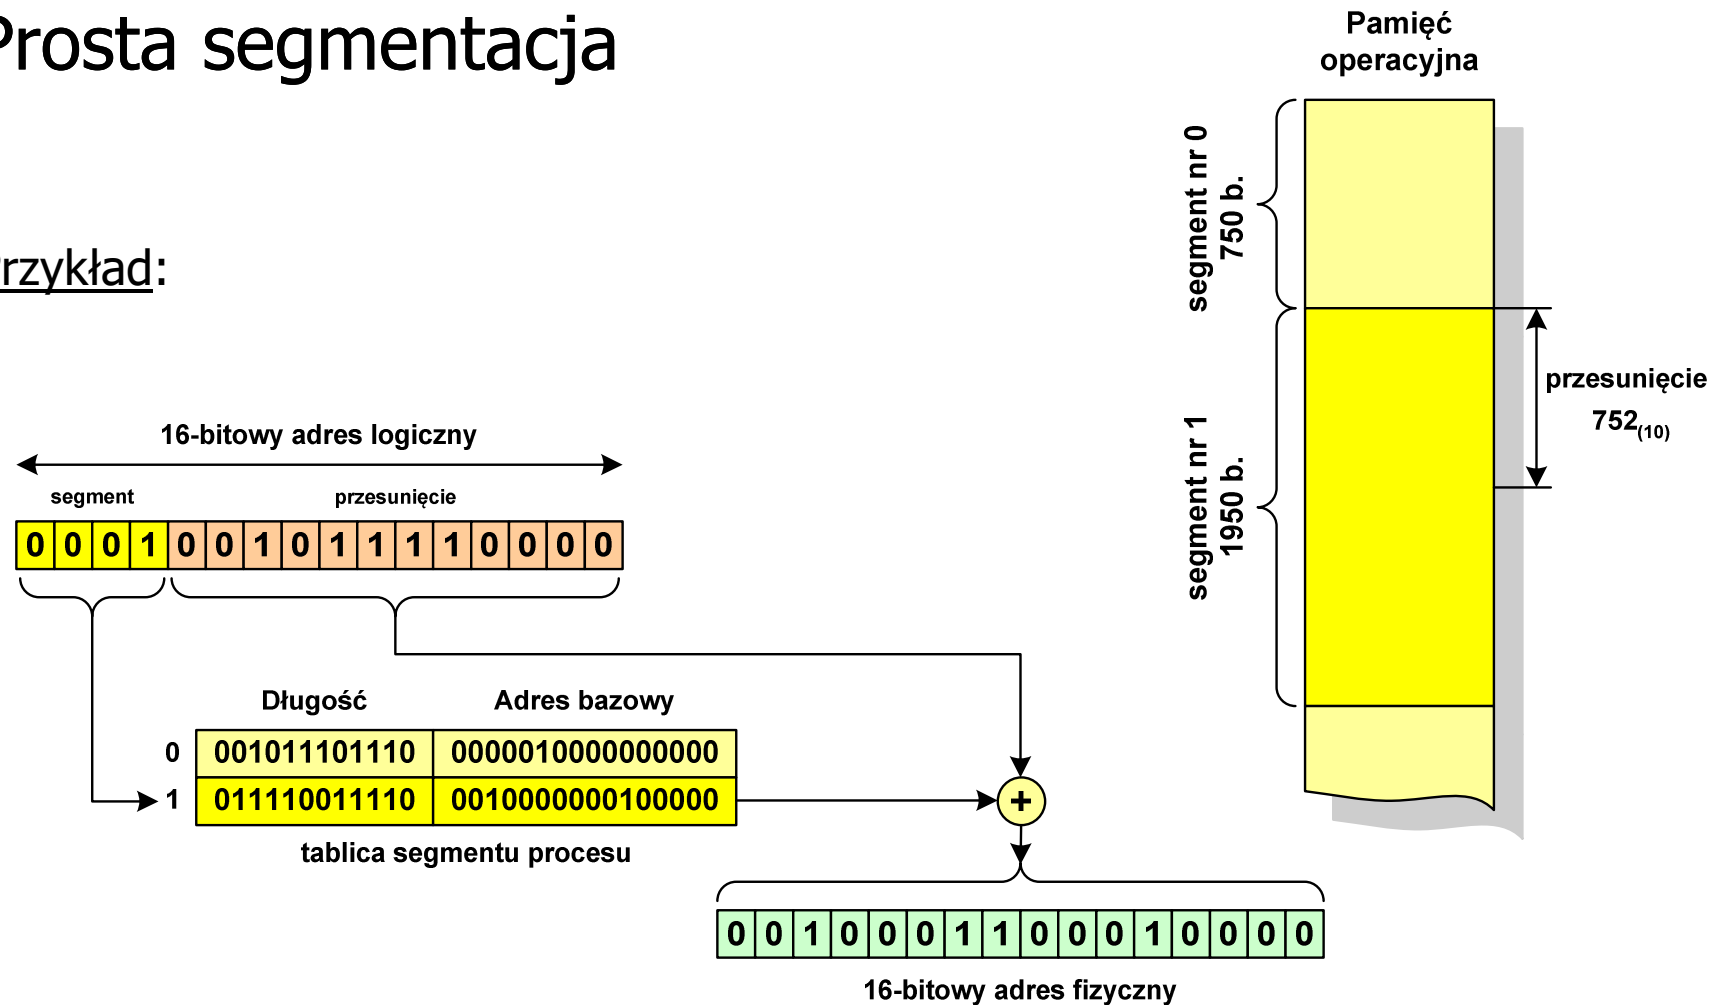 Prosta segmentacja
Pamięć
operacyjna
segment nr 0
750 b.
Przykład:
przesunięcie
752(10)
segment nr 1
1950 b.
16-bitowy adres logiczny
segment przesunięcie
0 0 0 1 0 0 1 0 1 1 1 1 0 0 0 0
Długość Adres bazowy
0 001011101110 0000010000000000
1 011110011110 0010000000100000
+
tablica segmentu procesu
0 0 1 0 0 0 1 1 0 0 0 1 0 0 0 0
16-bitowy adres fizyczny